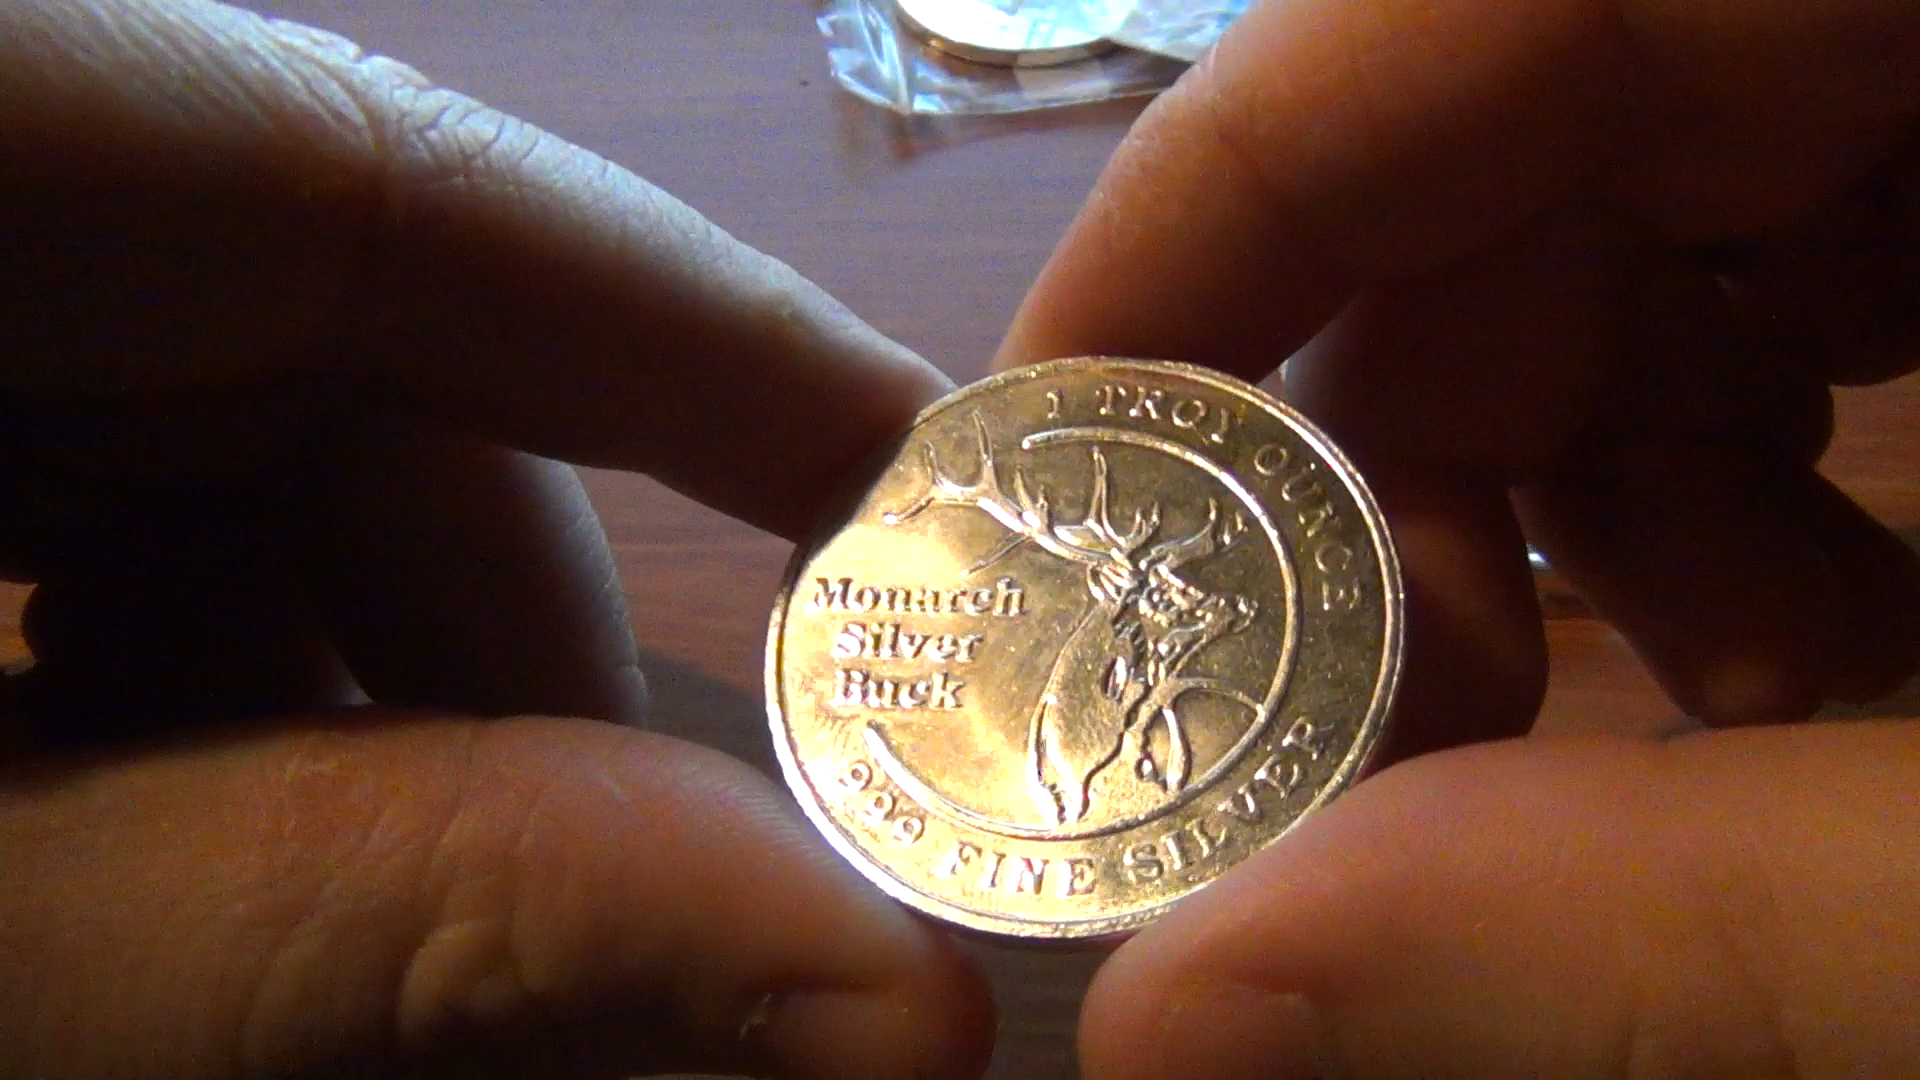 1 TROY OUNCE
Monarch
Silver
Buck
999 FINE SILVER